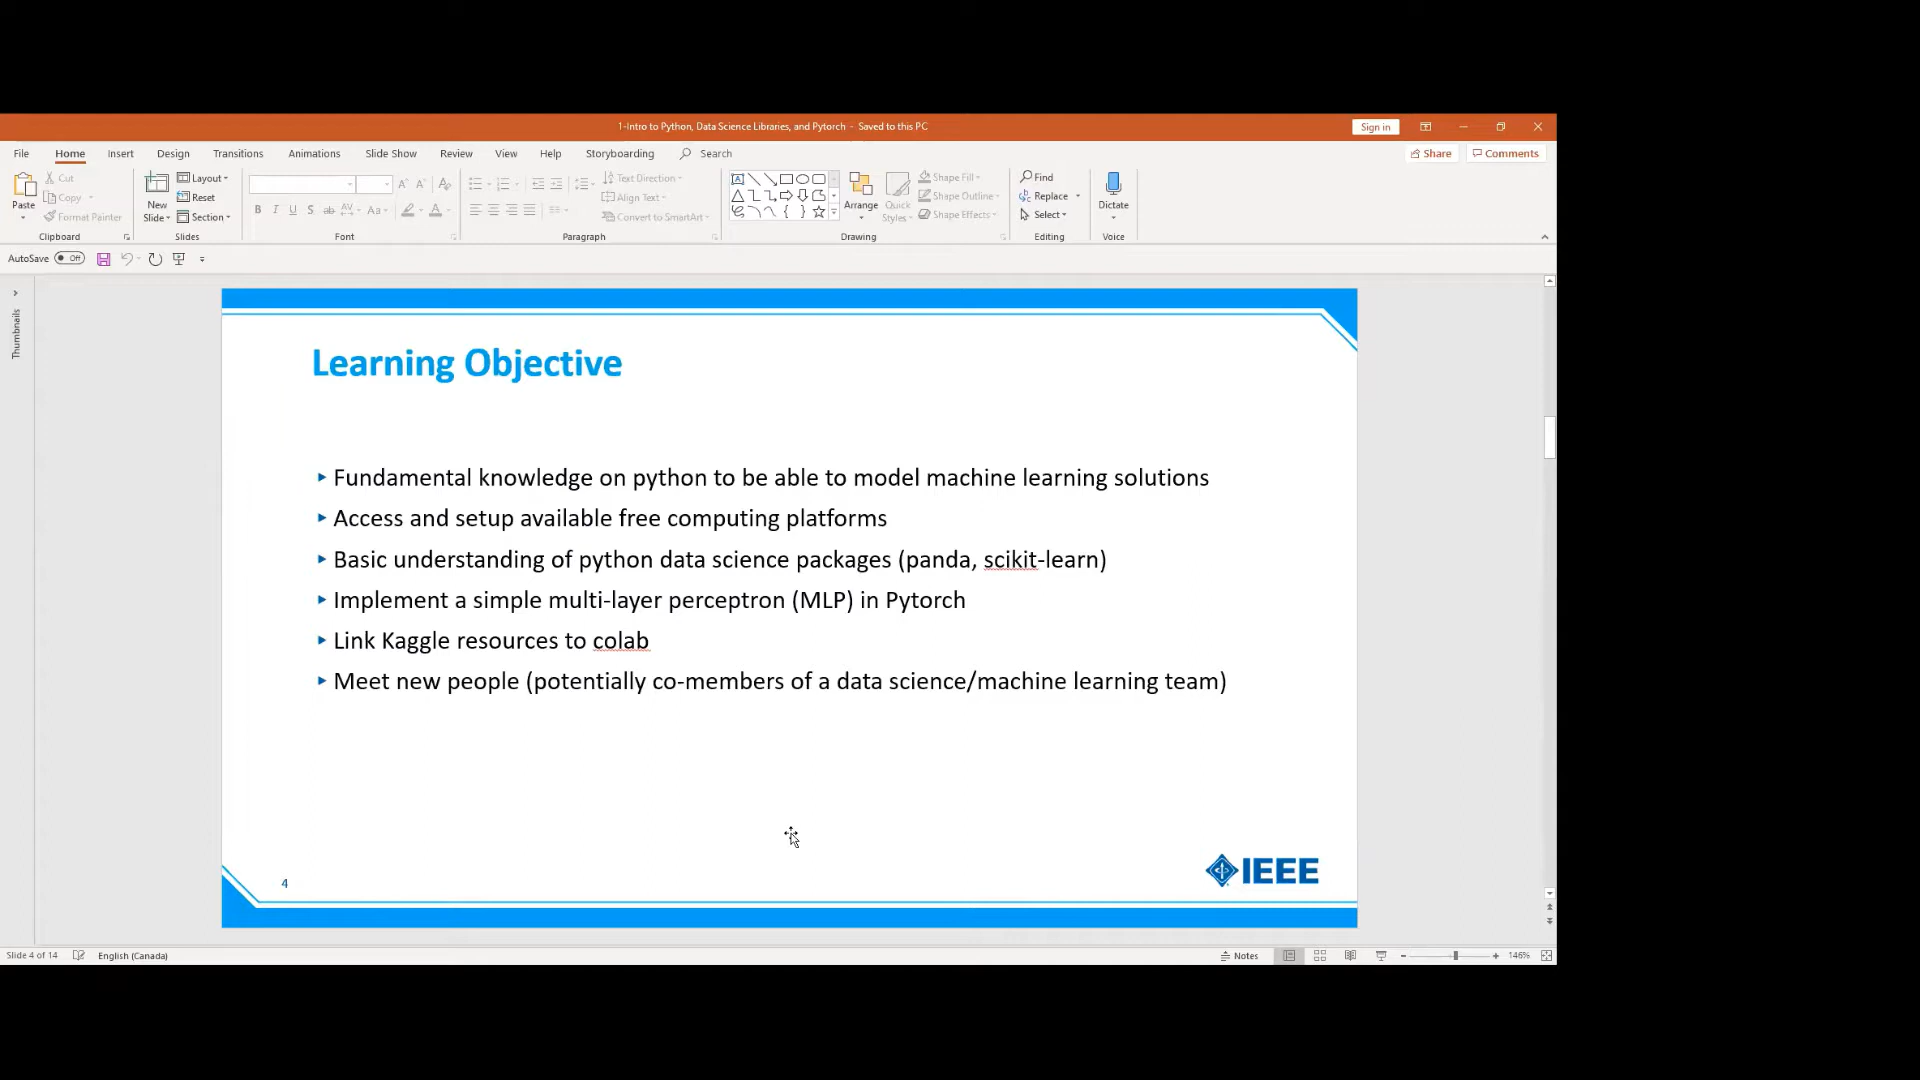 1-Intro to Python, Data Science Libraries, and Pytorch - Saved to this PC
Sign in
File Home Insert Design Transitions Animations Slide Show Review View Help Storyboarding Search
Share Comments
Paste
Cut
Copy
Format Painter
Clipboard
New
Slide
Layout
Reset
Section
Slides
Font
Text Direction
Align Text
Convert to SmartArt
Paragraph
Arrange
Quick
Styles
Shape Fill
Shape Outline
Shape Effects
Drawing
Find
Replace
Select
Editing
Dictate
Voice
AutoSave Off
Thumbnails
Learning Objective
Fundamental knowledge on python to be able to model machine learning solutions
Access and setup available free computing platforms
Basic understanding of python data science packages (panda, scikit-learn)
Implement a simple multi-layer perceptron (MLP) in Pytorch
Link Kaggle resources to colab
Meet new people (potentially co-members of a data science/machine learning team)
4
IEEE
Slide 4 of 14 English (Canada) Notes 146%